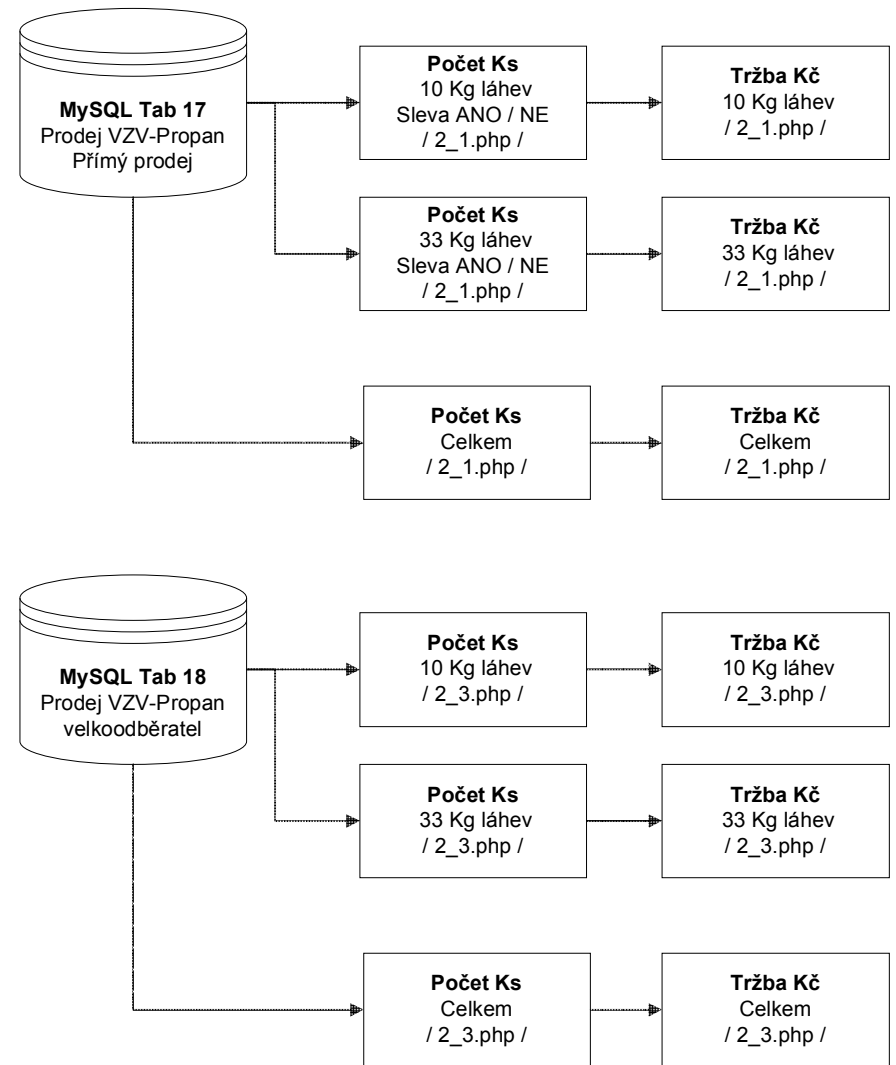 MySQL Tab 17
Prodej VZV-Propan
Přímý prodej
Počet Ks
10 Kg láhev
Sleva ANO / NE
/ 2_1.php /
Tržba Kč
10 Kg láhev
/ 2_1.php /
Počet Ks
33 Kg láhev
Sleva ANO / NE
/ 2_1.php /
Tržba Kč
33 Kg láhev
/ 2_1.php /
Počet Ks
Celkem
/ 2_1.php /
Tržba Kč
Celkem
/ 2_1.php /
MySQL Tab 18
Prodej VZV-Propan
velkoodběratel
Počet Ks
10 Kg láhev
/ 2_3.php /
Tržba Kč
10 Kg láhev
/ 2_3.php /
Počet Ks
33 Kg láhev
/ 2_3.php /
Tržba Kč
33 Kg láhev
/ 2_3.php /
Počet Ks
Celkem
/ 2_3.php /
Tržba Kč
Celkem
/ 2_3.php /